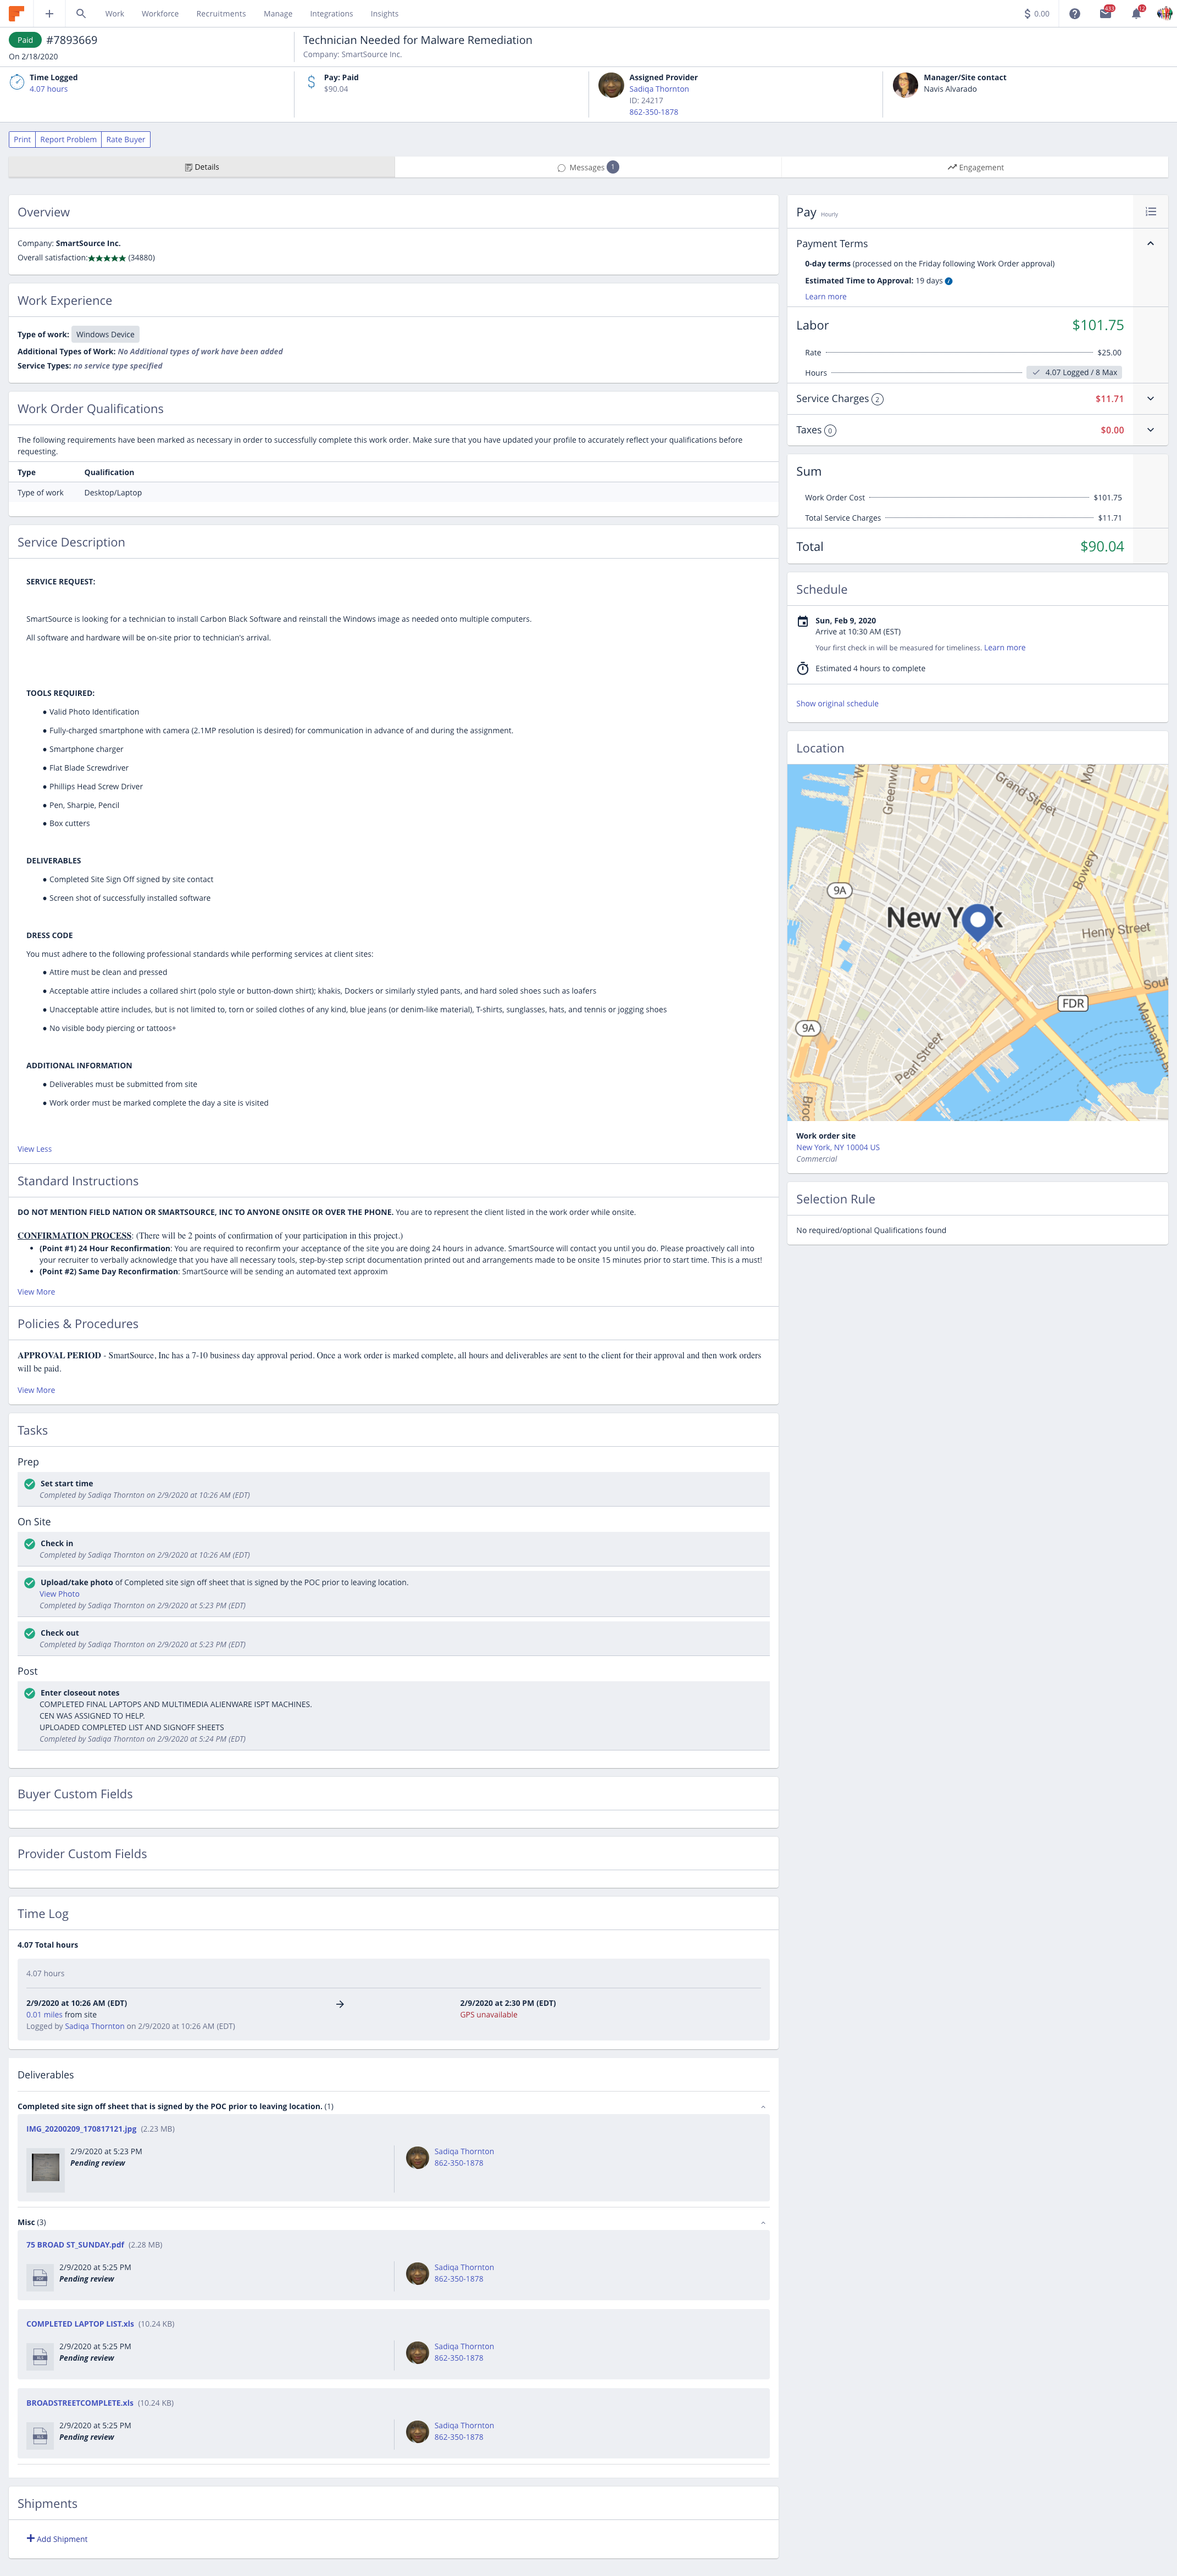 Work Workforce Recruitments Manage Integrations Insights
$ 0.00
Paid #7893669
On 2/18/2020
Technician Needed for Malware Remediation
Company: SmartSource Inc.
Time Logged
4.07 hours
Pay: Paid
$90.04
Assigned Provider
Sadiqa Thornton
ID: 24217
862-350-1878
Manager/Site contact
Navis Alvarado
Print Report Problem Rate Buyer
Details
Messages 1
Engagement
Overview
Company: SmartSource Inc.
Overall satisfaction: (34880)
Work Experience
Type of work: Windows Device
Additional Types of Work: No Additional types of work have been added
Service Types: no service type specified
Work Order Qualifications
The following requirements have been marked as necessary in order to successfully complete this work order. Make sure that you have updated your profile to accurately reflect your qualifications before
requesting.
Type Qualification
Type of work Desktop/Laptop
Service Description
SERVICE REQUEST:
SmartSource is looking for a technician to install Carbon Black Software and reinstall the Windows image as needed onto multiple computers.
All software and hardware will be on-site prior to technician's arrival.
TOOLS REQUIRED:
● Valid Photo Identification
● Fully-charged smartphone with camera (2.1MP resolution is desired) for communication in advance of and during the assignment.
● Smartphone charger
● Flat Blade Screwdriver
● Phillips Head Screw Driver
● Pen, Sharpie, Pencil
● Box cutters
DELIVERABLES
● Completed Site Sign Off signed by site contact
● Screen shot of successfully installed software
DRESS CODE
You must adhere to the following professional standards while performing services at client sites:
● Attire must be clean and pressed
● Acceptable attire includes a collared shirt (polo style or button-down shirt); khakis, Dockers or similarly styled pants, and hard soled shoes such as loafers
● Unacceptable attire includes, but is not limited to, torn or soiled clothes of any kind, blue jeans (or denim-like material), T-shirts, sunglasses, hats, and tennis or jogging shoes
● No visible body piercing or tattoos+
ADDITIONAL INFORMATION
● Deliverables must be submitted from site
● Work order must be marked complete the day a site is visited
View Less
Standard Instructions
DO NOT MENTION FIELD NATION OR SMARTSOURCE, INC TO ANYONE ONSITE OR OVER THE PHONE. You are to represent the client listed in the work order while onsite.
CONFIRMATION PROCESS: (There will be 2 points of confirmation of your participation in this project.)
• (Point #1) 24 Hour Reconfirmation: You are required to reconfirm your acceptance of the site you are doing 24 hours in advance. SmartSource will contact you until you do. Please proactively call into
your recruiter to verbally acknowledge that you have all necessary tools, step-by-step script documentation printed out and arrangements made to be onsite 15 minutes prior to start time. This is a must!
• (Point #2) Same Day Reconfirmation: SmartSource will be sending an automated text approxim
View More
Policies & Procedures
APPROVAL PERIOD - SmartSource, Inc has a 7-10 business day approval period. Once a work order is marked complete, all hours and deliverables are sent to the client for their approval and then work orders
will be paid.
View More
Tasks
Prep
Set start time
Completed by Sadiqa Thornton on 2/9/2020 at 10:26 AM (EDT)
On Site
Check in
Completed by Sadiqa Thornton on 2/9/2020 at 10:26 AM (EDT)
Upload/take photo of Completed site sign off sheet that is signed by the POC prior to leaving location.
View Photo
Completed by Sadiqa Thornton on 2/9/2020 at 5:23 PM (EDT)
Check out
Completed by Sadiqa Thornton on 2/9/2020 at 5:23 PM (EDT)
Post
Enter closeout notes
COMPLETED FINAL LAPTOPS AND MULTIMEDIA ALIENWARE ISPT MACHINES.
CEN WAS ASSIGNED TO HELP.
UPLOADED COMPLETED LIST AND SIGNOFF SHEETS
Completed by Sadiqa Thornton on 2/9/2020 at 5:24 PM (EDT)
Buyer Custom Fields
Provider Custom Fields
Time Log
4.07 Total hours
4.07 hours
2/9/2020 at 10:26 AM (EDT)
0.01 miles from site
Logged by Sadiqa Thornton on 2/9/2020 at 10:26 AM (EDT)
2/9/2020 at 2:30 PM (EDT)
GPS unavailable
Deliverables
Completed site sign off sheet that is signed by the POC prior to leaving location. (1)
IMG_20200209_170817121.jpg (2.23 MB)
2/9/2020 at 5:23 PM
Pending review
Sadiqa Thornton
862-350-1878
Misc (3)
75 BROAD ST_SUNDAY.pdf (2.28 MB)
2/9/2020 at 5:25 PM
Pending review
Sadiqa Thornton
862-350-1878
COMPLETED LAPTOP LIST.xls (10.24 KB)
2/9/2020 at 5:25 PM
Pending review
Sadiqa Thornton
862-350-1878
BROADSTREETCOMPLETE.xls (10.24 KB)
2/9/2020 at 5:25 PM
Pending review
Sadiqa Thornton
862-350-1878
Shipments
+ Add Shipment
Pay Hourly
Payment Terms
0-day terms (processed on the Friday following Work Order approval)
Estimated Time to Approval: 19 days
Learn more
Labor $101.75
Rate $25.00
Hours 4.07 Logged / 8 Max
Service Charges 2 $11.71
Taxes 0 $0.00
Sum
Work Order Cost $101.75
Total Service Charges $11.71
Total $90.04
Schedule
Sun, Feb 9, 2020
Arrive at 10:30 AM (EST)
Your first check in will be measured for timeliness. Learn more
Estimated 4 hours to complete
Show original schedule
Location
Greenwic
Grand Street
Bowery
9A
New York
Henry Street
FDR
Sout
9A
Pearl Street
Manhattan B
Broc
Work order site
New York, NY 10004 US
Commercial
Selection Rule
No required/optional Qualifications found